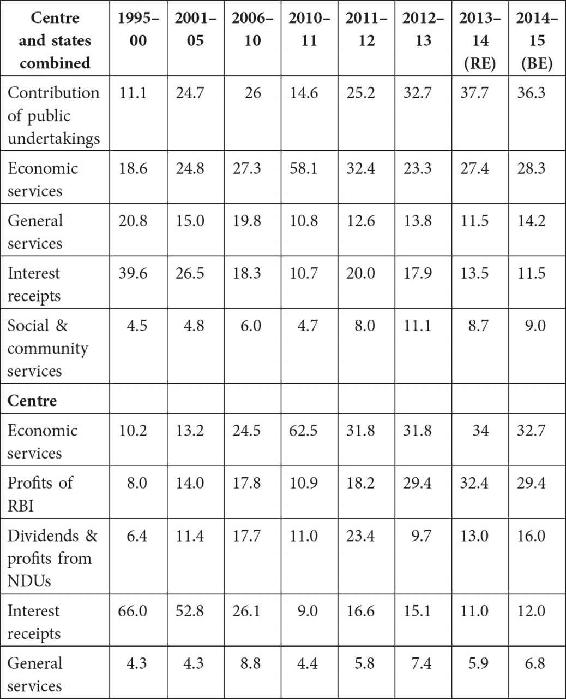 Centre and states combined 1995–00 2001–05 2006–10 2010–11 2011–12 2012–13 2013–14 (RE) 2014–15 (BE)
Contribution of public undertakings 11.1 24.7 26 14.6 25.2 32.7 37.7 36.3
Economic services 18.6 24.8 27.3 58.1 32.4 23.3 27.4 28.3
General services 20.8 15.0 19.8 10.8 12.6 13.8 11.5 14.2
Interest receipts 39.6 26.5 18.3 10.7 20.0 17.9 13.5 11.5
Social & community services 4.5 4.8 6.0 4.7 8.0 11.1 8.7 9.0
Centre
Economic services 10.2 13.2 24.5 62.5 31.8 31.8 34 32.7
Profits of RBI 8.0 14.0 17.8 10.9 18.2 29.4 32.4 29.4
Dividends & profits from NDUs 6.4 11.4 17.7 11.0 23.4 9.7 13.0 16.0
Interest receipts 66.0 52.8 26.1 9.0 16.6 15.1 11.0 12.0
General services 4.3 4.3 8.8 4.4 5.8 7.4 5.9 6.8